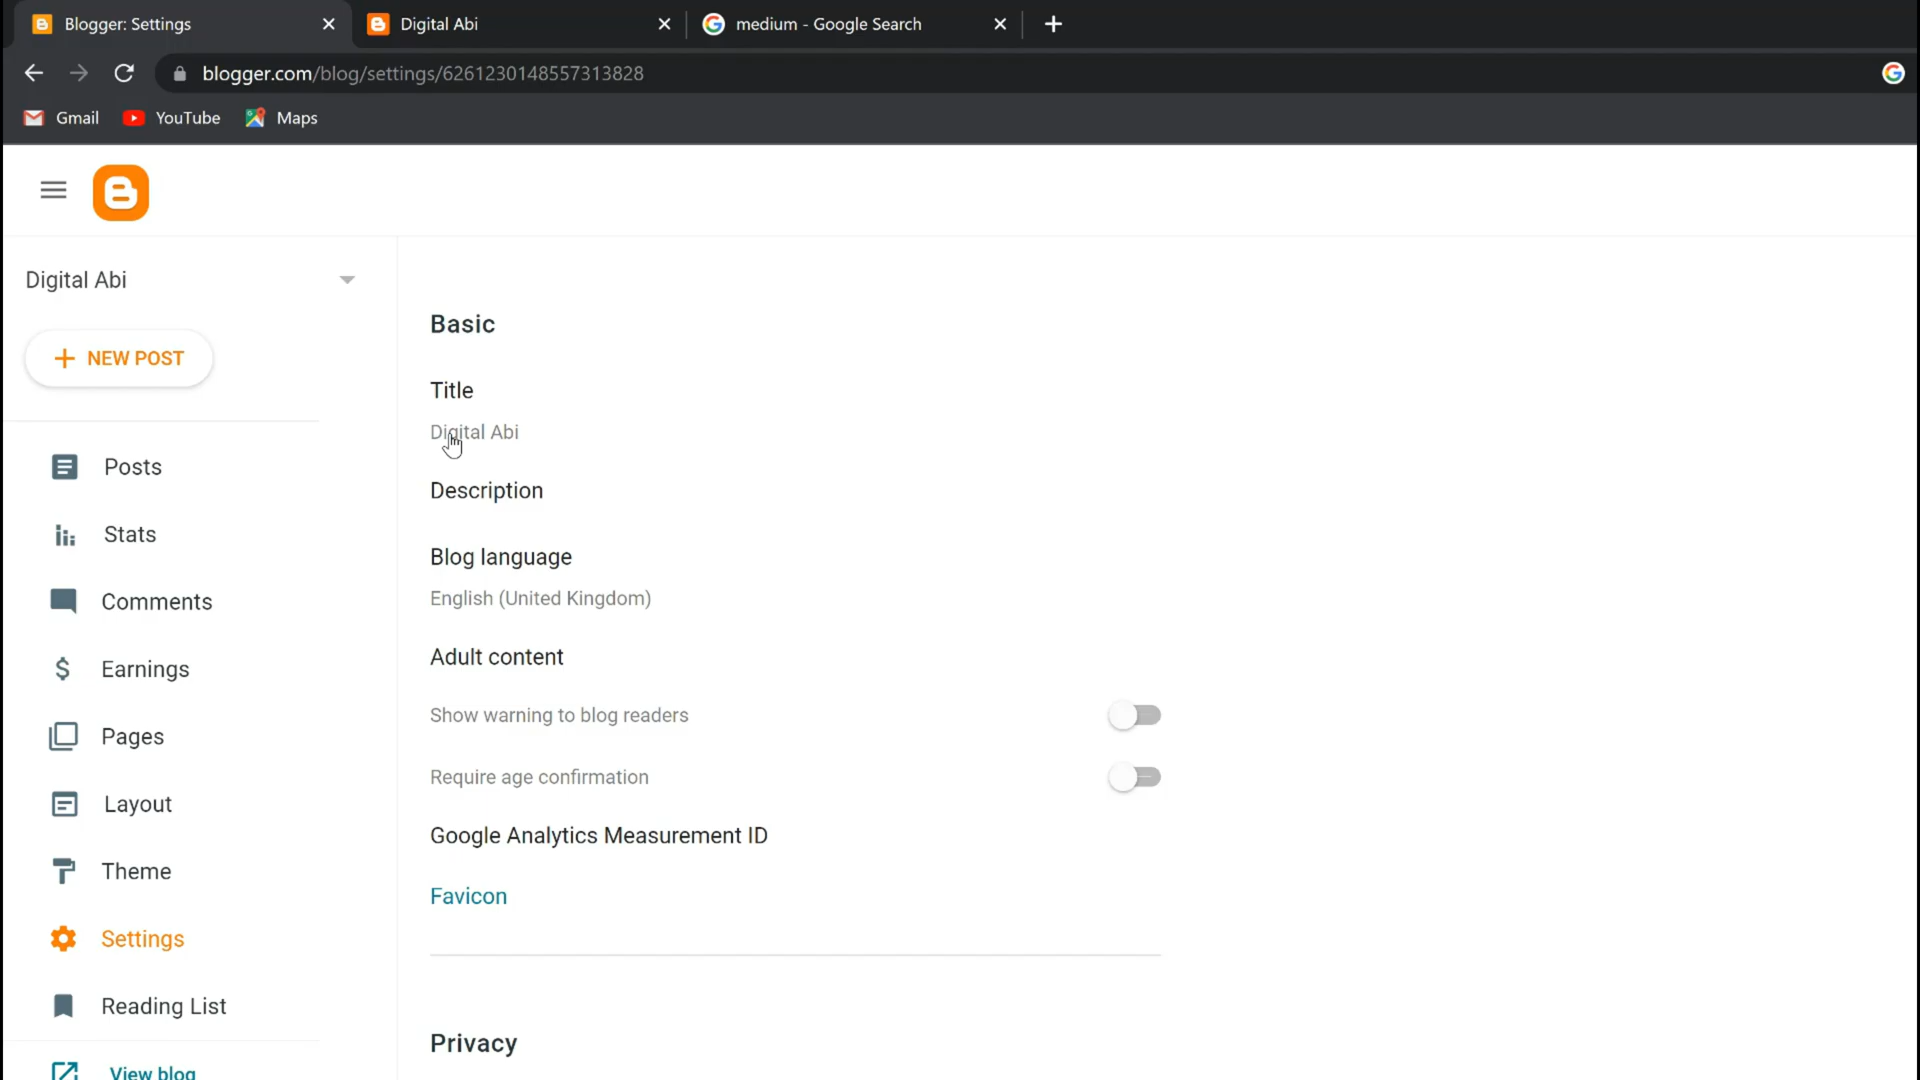 Blogger: Settings
Digital Abi
medium - Google Search
blogger.com/blog/settings/6261230148557313828
Gmail
YouTube
Maps
Digital Abi
NEW POST
Posts
Stats
Comments
Earnings
Pages
Layout
Theme
Settings
Reading List
View blog
Basic
Title
Digital Abi
Description
Blog language
English (United Kingdom)
Adult content
Show warning to blog readers
Require age confirmation
Google Analytics Measurement ID
Favicon
Privacy